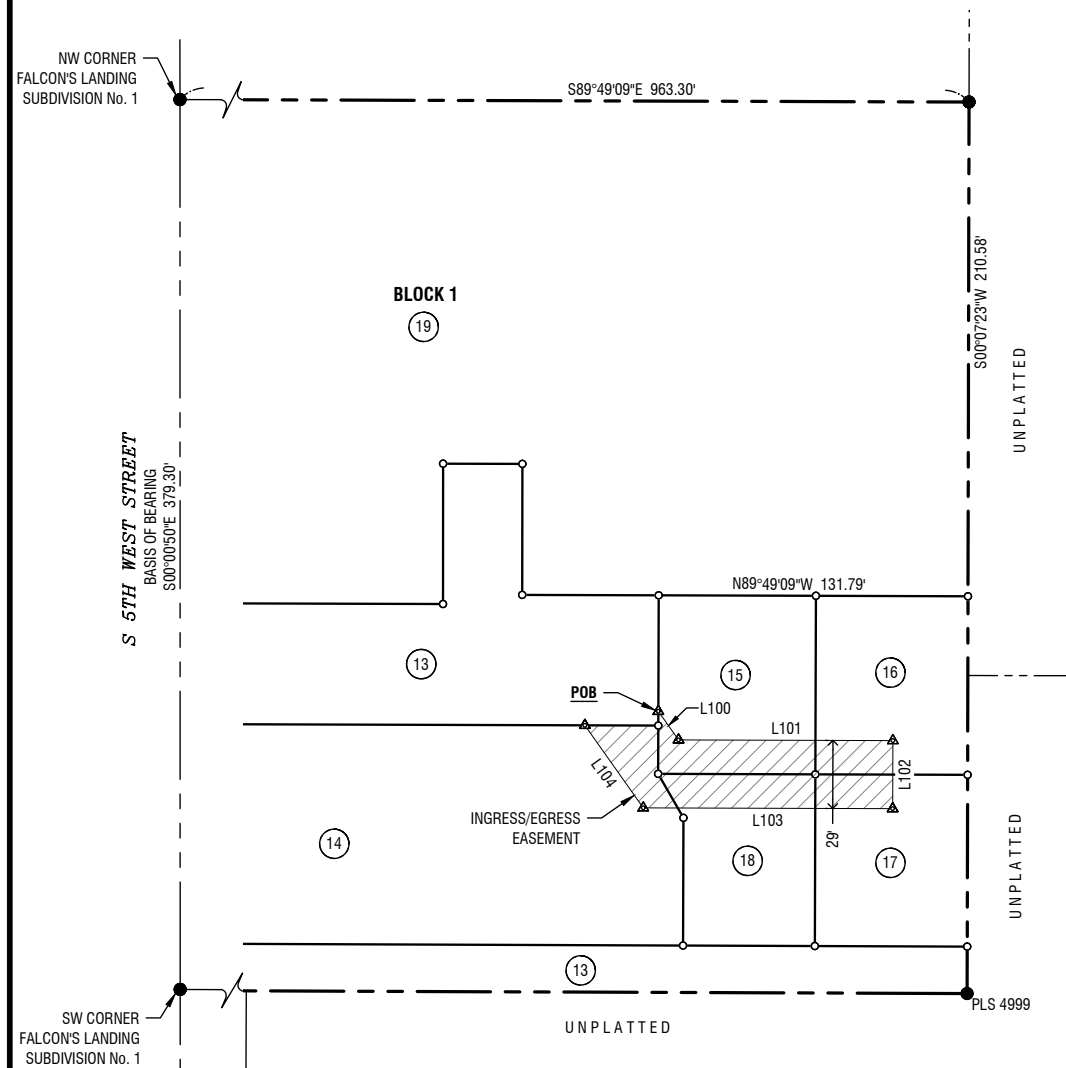 NW CORNER
FALCON'S LANDING
SUBDIVISION No. 1
S89°49'09"E 963.30'
S00°07'23"W 210.58'
UNPLATTED
BLOCK 1
19
S 5TH WEST STREET
BASIS OF BEARING
S00°00'50"E 379.30'
N89°49'09"W 131.79'
13
15
16
POB
L100
L101
L102
L104
INGRESS/EGRESS
EASEMENT
L103
29'
14
18
17
UNPLATTED
13
PLS 4999
SW CORNER
FALCON'S LANDING
SUBDIVISION No. 1
UNPLATTED